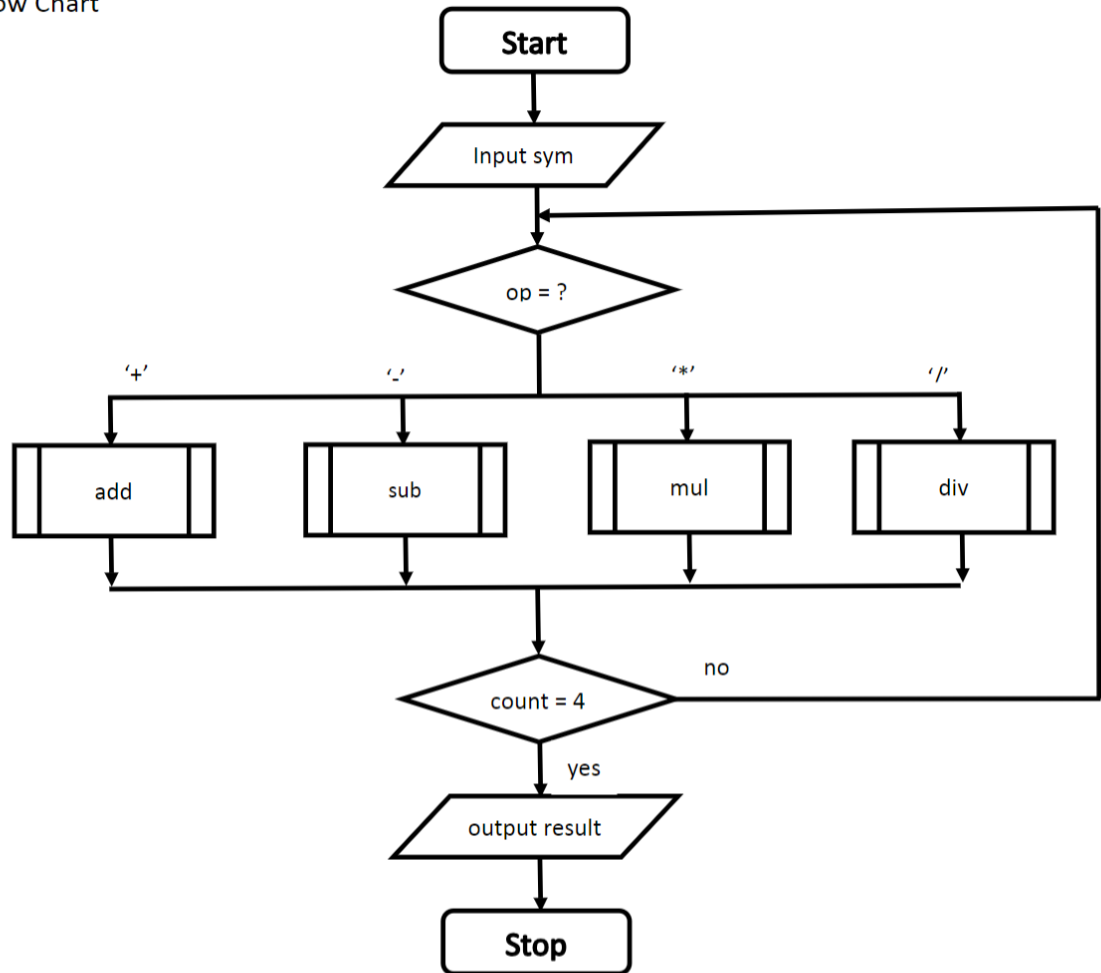 ow Chart
Start
Input sym
op = ?
‘+’
‘-’
‘*’
‘/’
add
sub
mul
div
count = 4
no
yes
output result
Stop